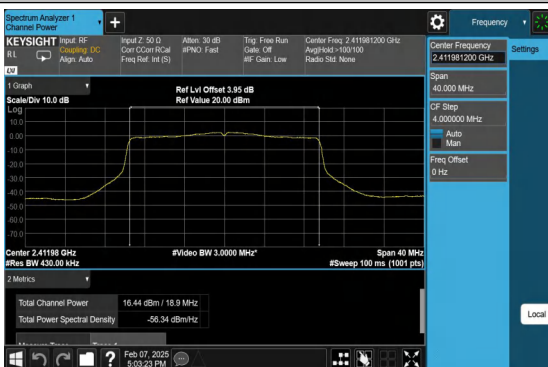 Spectrum Analyzer 1
Channel Power
Frequency
KEYSIGHT
RL
LXI
Input: RF
Coupling: DC
Align: Auto
Input Z: 50 Ω
Corr CCorr RCal
Freq Ref: Int (S)
Atten: 30 dB
#PNO: Fast
Trig: Free Run
Gate: Off
#IF Gain: Low
Center Freq: 2.411981200 GHz
Avg|Hold:>100/100
Radio Std: None
1 Graph
Scale/Div 10.0 dB
Ref Lvl Offset 3.95 dB
Ref Value 20.00 dBm
Log
10.0
0.00
-10.0
-20.0
-30.0
-40.0
-50.0
-60.0
-70.0
Center 2.41198 GHz
#Res BW 430.00 kHz
#Video BW 3.0000 MHz*
Span 40 MHz
#Sweep 100 ms (1001 pts)
2 Metrics
Total Channel Power 16.44 dBm / 18.9 MHz
Total Power Spectral Density -56.34 dBm/Hz
Feb 07, 2025
5:03:23 PM
Center Frequency
2.411981200 GHz
Span
40.000 MHz
CF Step
4.000000 MHz
Auto
Man
Freq Offset
0 Hz
Settings
Local